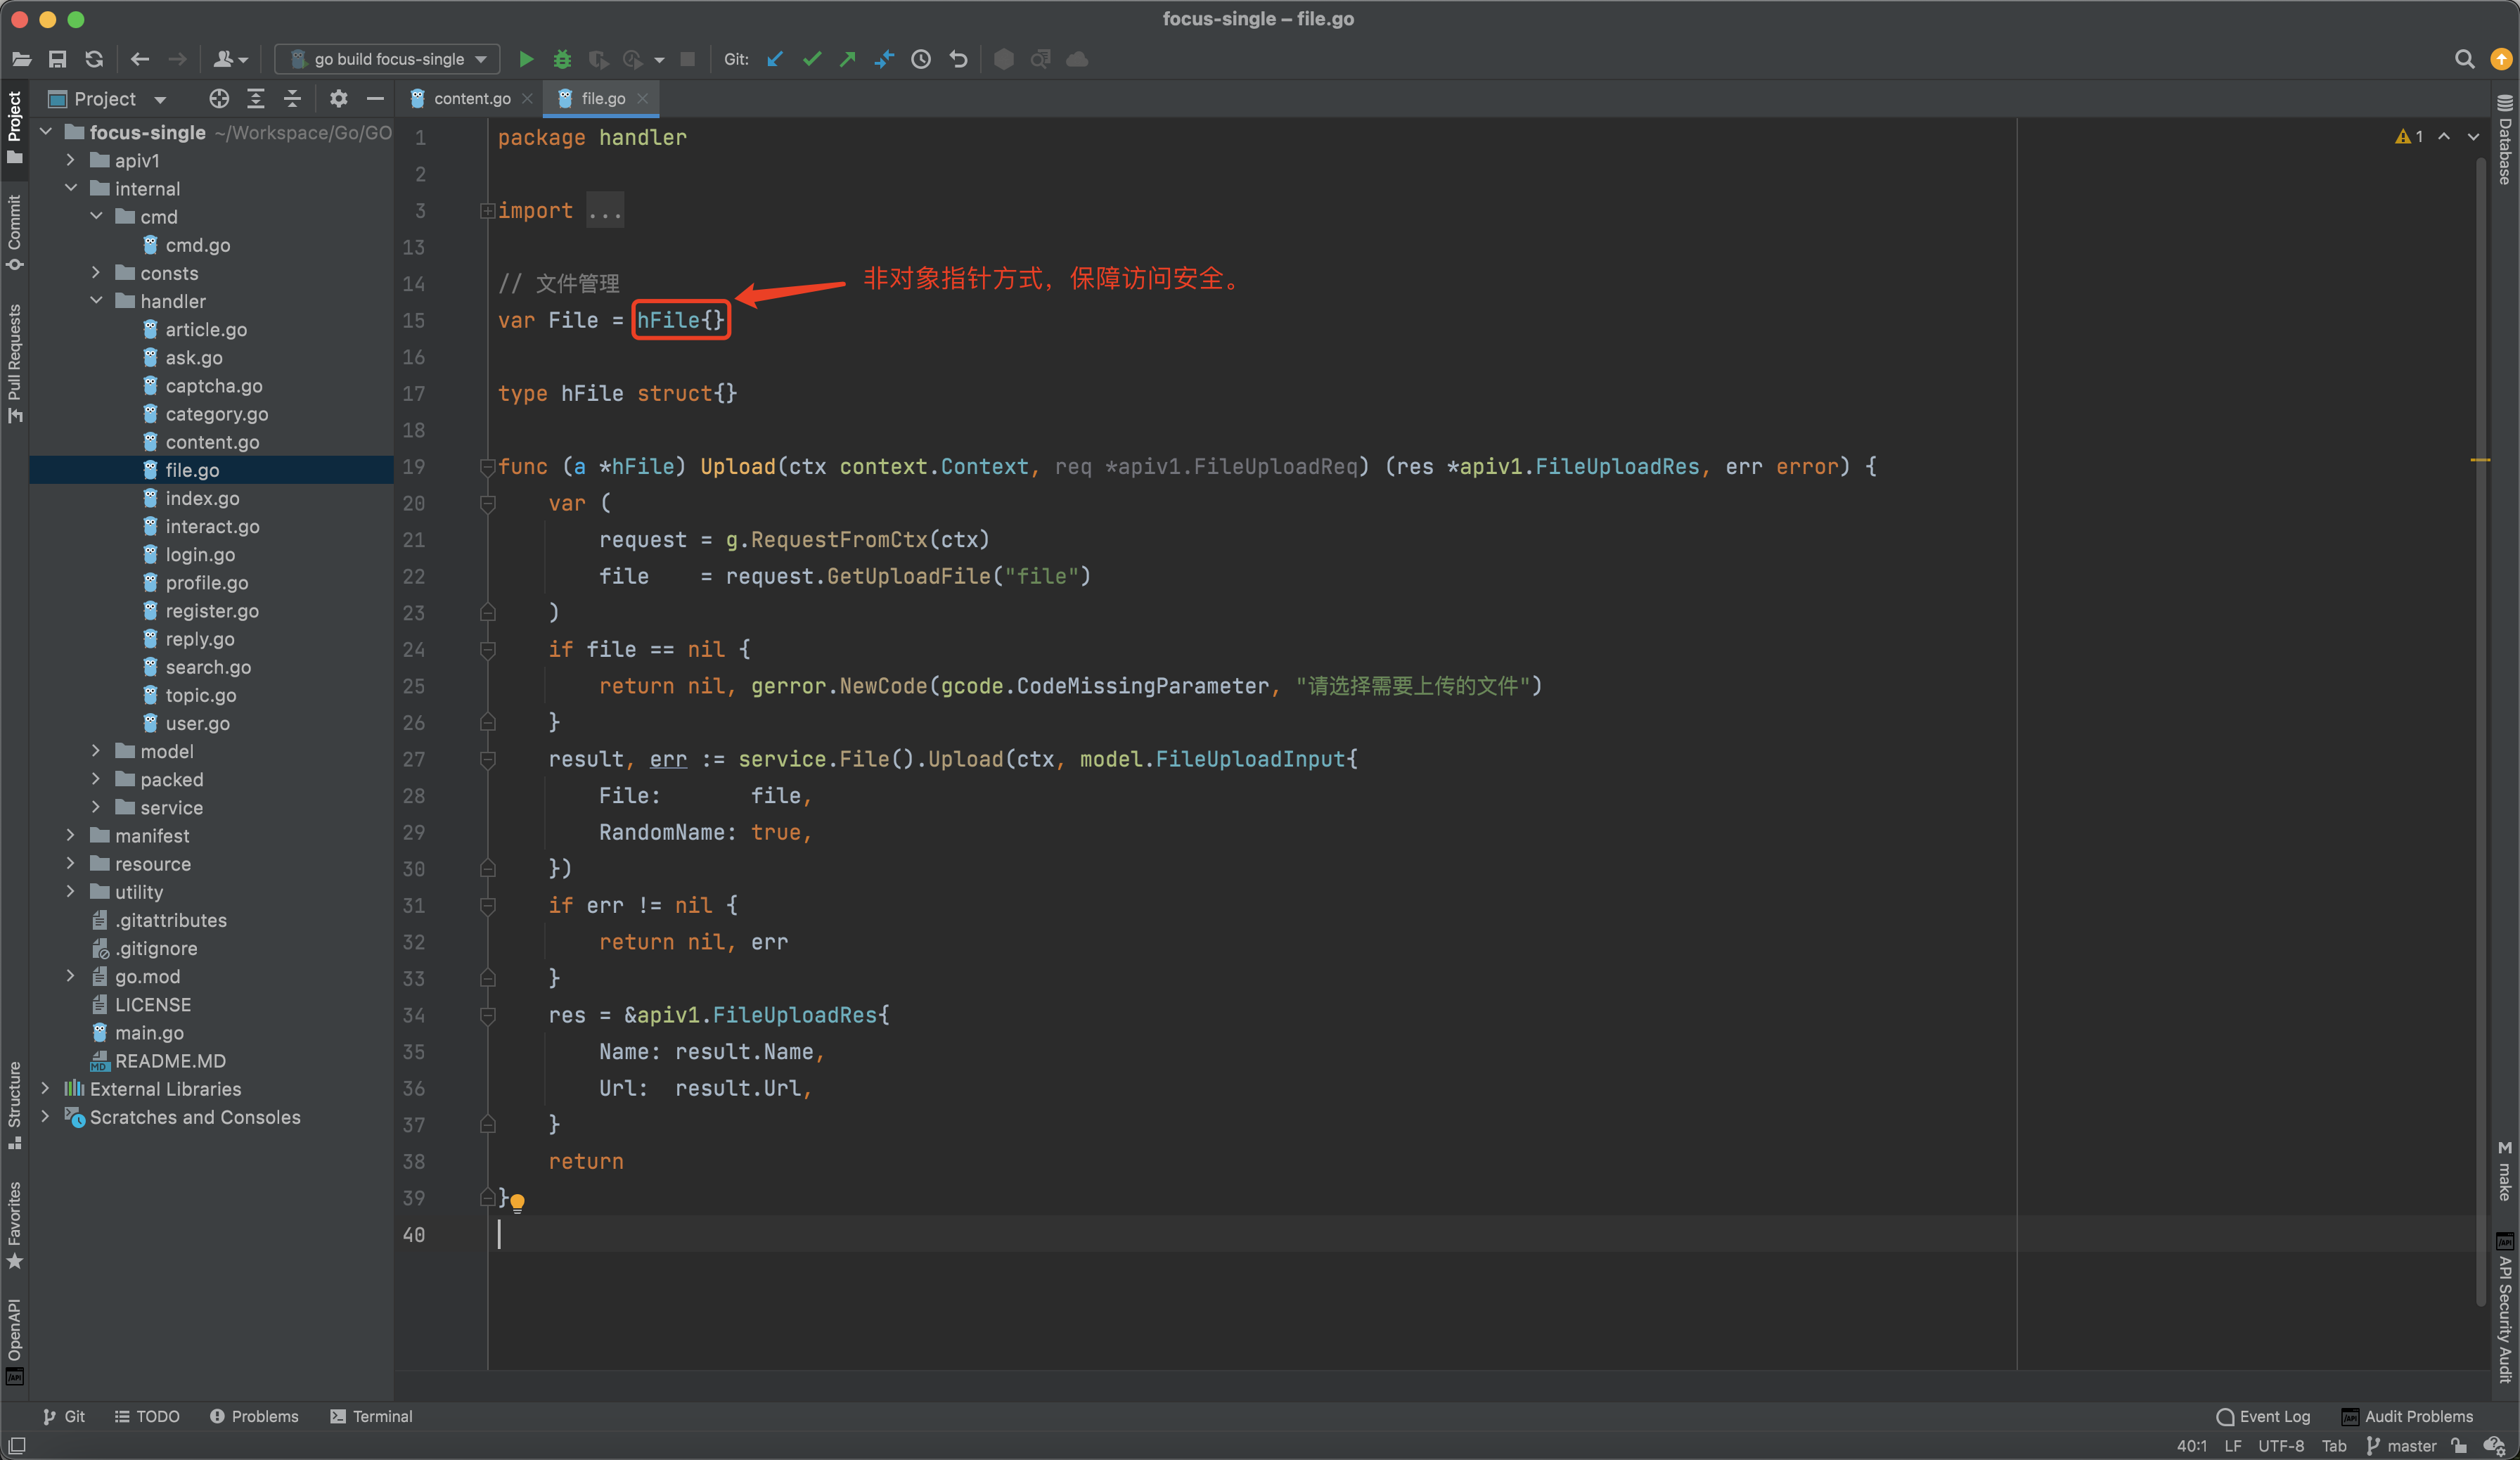 focus-single – file.go
go build focus-single
Git:
Project
content.go
file.go
Project
Commit
Pull Requests
Structure
Favorites
OpenAPI
focus-single ~/Workspace/Go/GO
apiv1
internal
cmd
cmd.go
consts
handler
article.go
ask.go
captcha.go
category.go
content.go
file.go
index.go
interact.go
login.go
profile.go
register.go
reply.go
search.go
topic.go
user.go
model
packed
service
manifest
resource
utility
.gitattributes
.gitignore
go.mod
LICENSE
main.go
README.MD
External Libraries
Scratches and Consoles
1 package handler
2
3 import ...
13
14 // 文件管理
非对象指针方式，保障访问安全。
15 var File = hFile{}
16
17 type hFile struct{}
18
19 func (a *hFile) Upload(ctx context.Context, req *apiv1.FileUploadReq) (res *apiv1.FileUploadRes, err error) {
20 var (
21 request = g.RequestFromCtx(ctx)
22 file    = request.GetUploadFile("file")
23 )
24 if file == nil {
25 return nil, gerror.NewCode(gcode.CodeMissingParameter, "请选择需要上传的文件")
26 }
27 result, err := service.File().Upload(ctx, model.FileUploadInput{
28 File:       file,
29 RandomName: true,
30 })
31 if err != nil {
32 return nil, err
33 }
34 res = &apiv1.FileUploadRes{
35 Name: result.Name,
36 Url:  result.Url,
37 }
38 return
39 }
40
1
Database
make
API Security Audit
Git
TODO
Problems
Terminal
Event Log
Audit Problems
40:1
LF
UTF-8
Tab
master